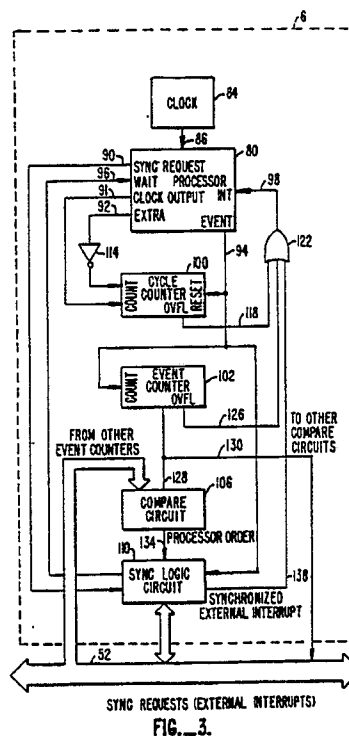 6
CLOCK
84
86
90
80
SYNC REQUEST
96
WAIT PROCESSOR
98
91
CLOCK OUTPUT INT
92
EXTRA
EVENT
122
94
114
100
COUNT
CYCLE
COUNTER
OVFL
RESET
118
102
COUNT
EVENT
COUNTER
OVFL
126
TO OTHER
COMPARE
CIRCUITS
FROM OTHER
EVENT COUNTERS
130
128
106
COMPARE
CIRCUIT
134
PROCESSOR ORDER
110
SYNC LOGIC
CIRCUIT
138
SYNCHRONIZED
EXTERNAL INTERRUPT
52
SYNC REQUESTS (EXTERNAL INTERRUPTS)
FIG._3.